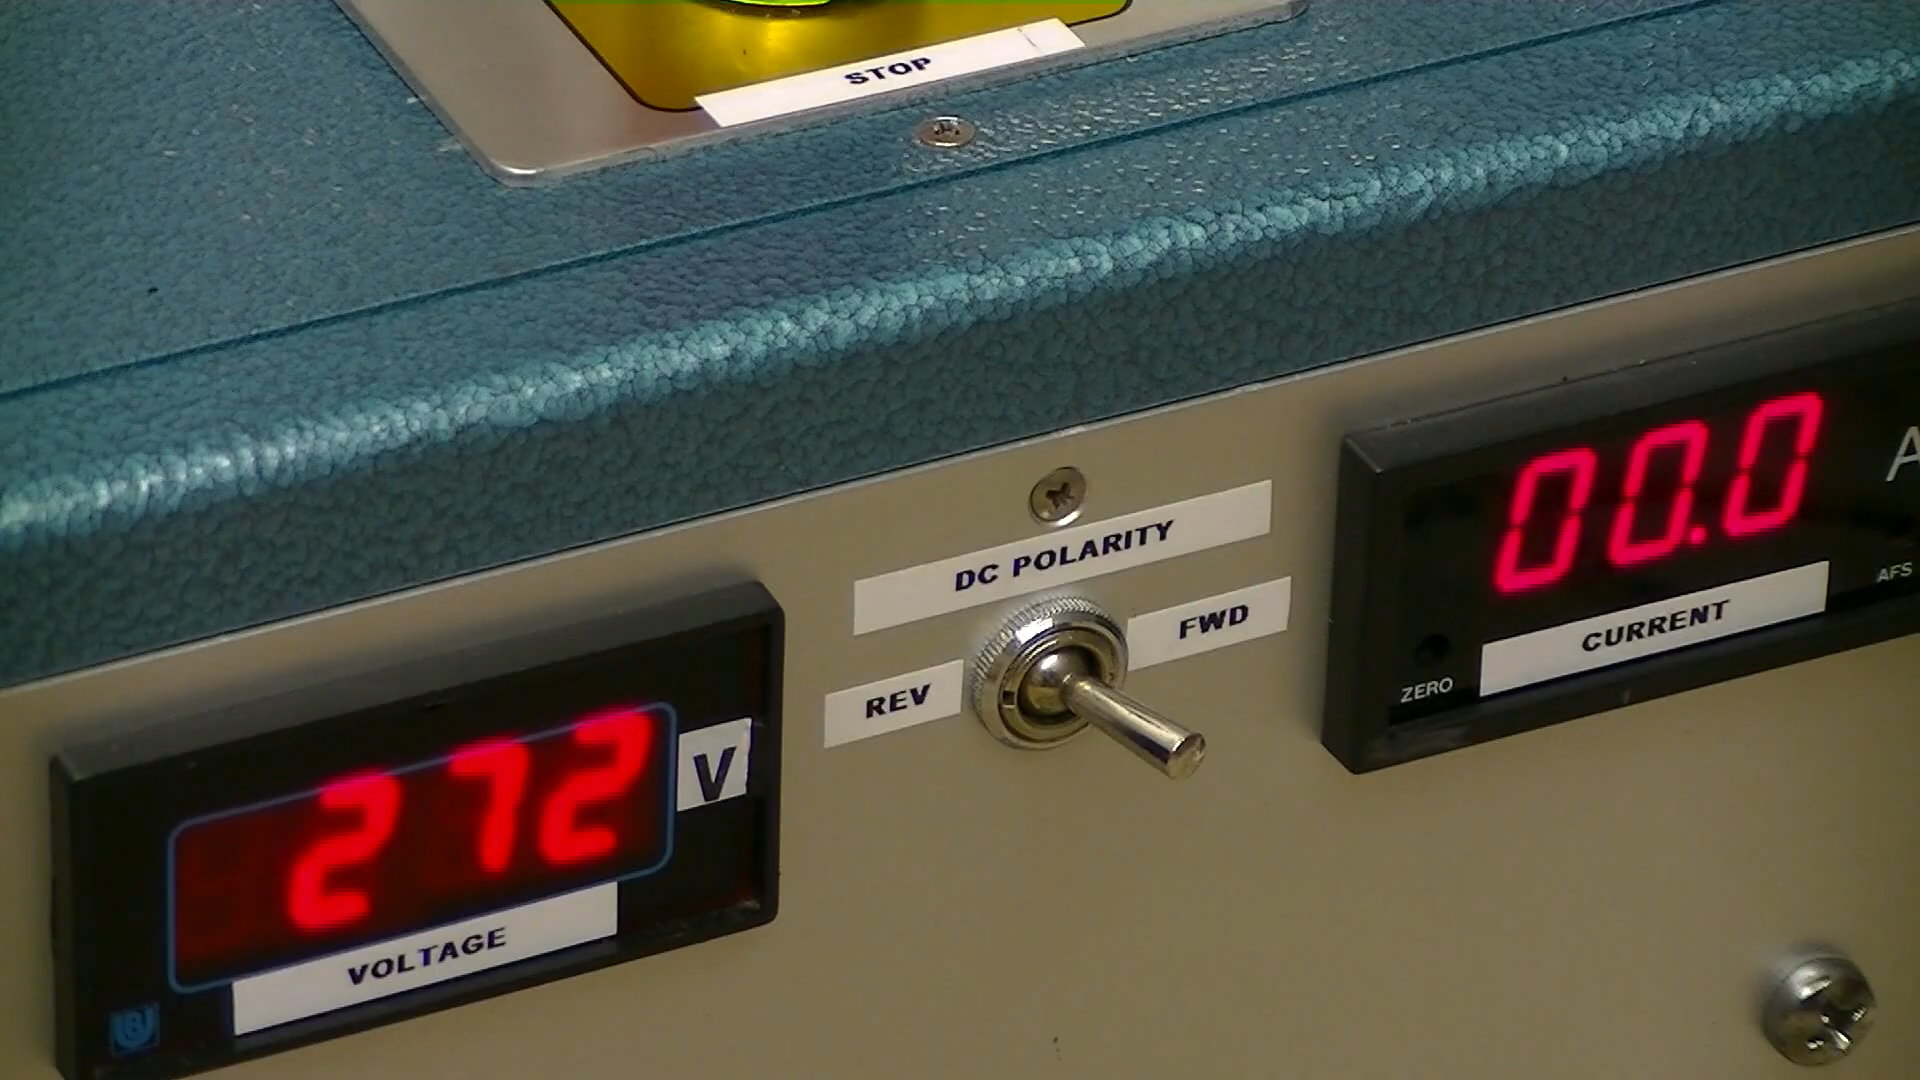 STOP
DC POLARITY
REV
FWD
272
V
VOLTAGE
00.0
A
ZERO
CURRENT
AFS